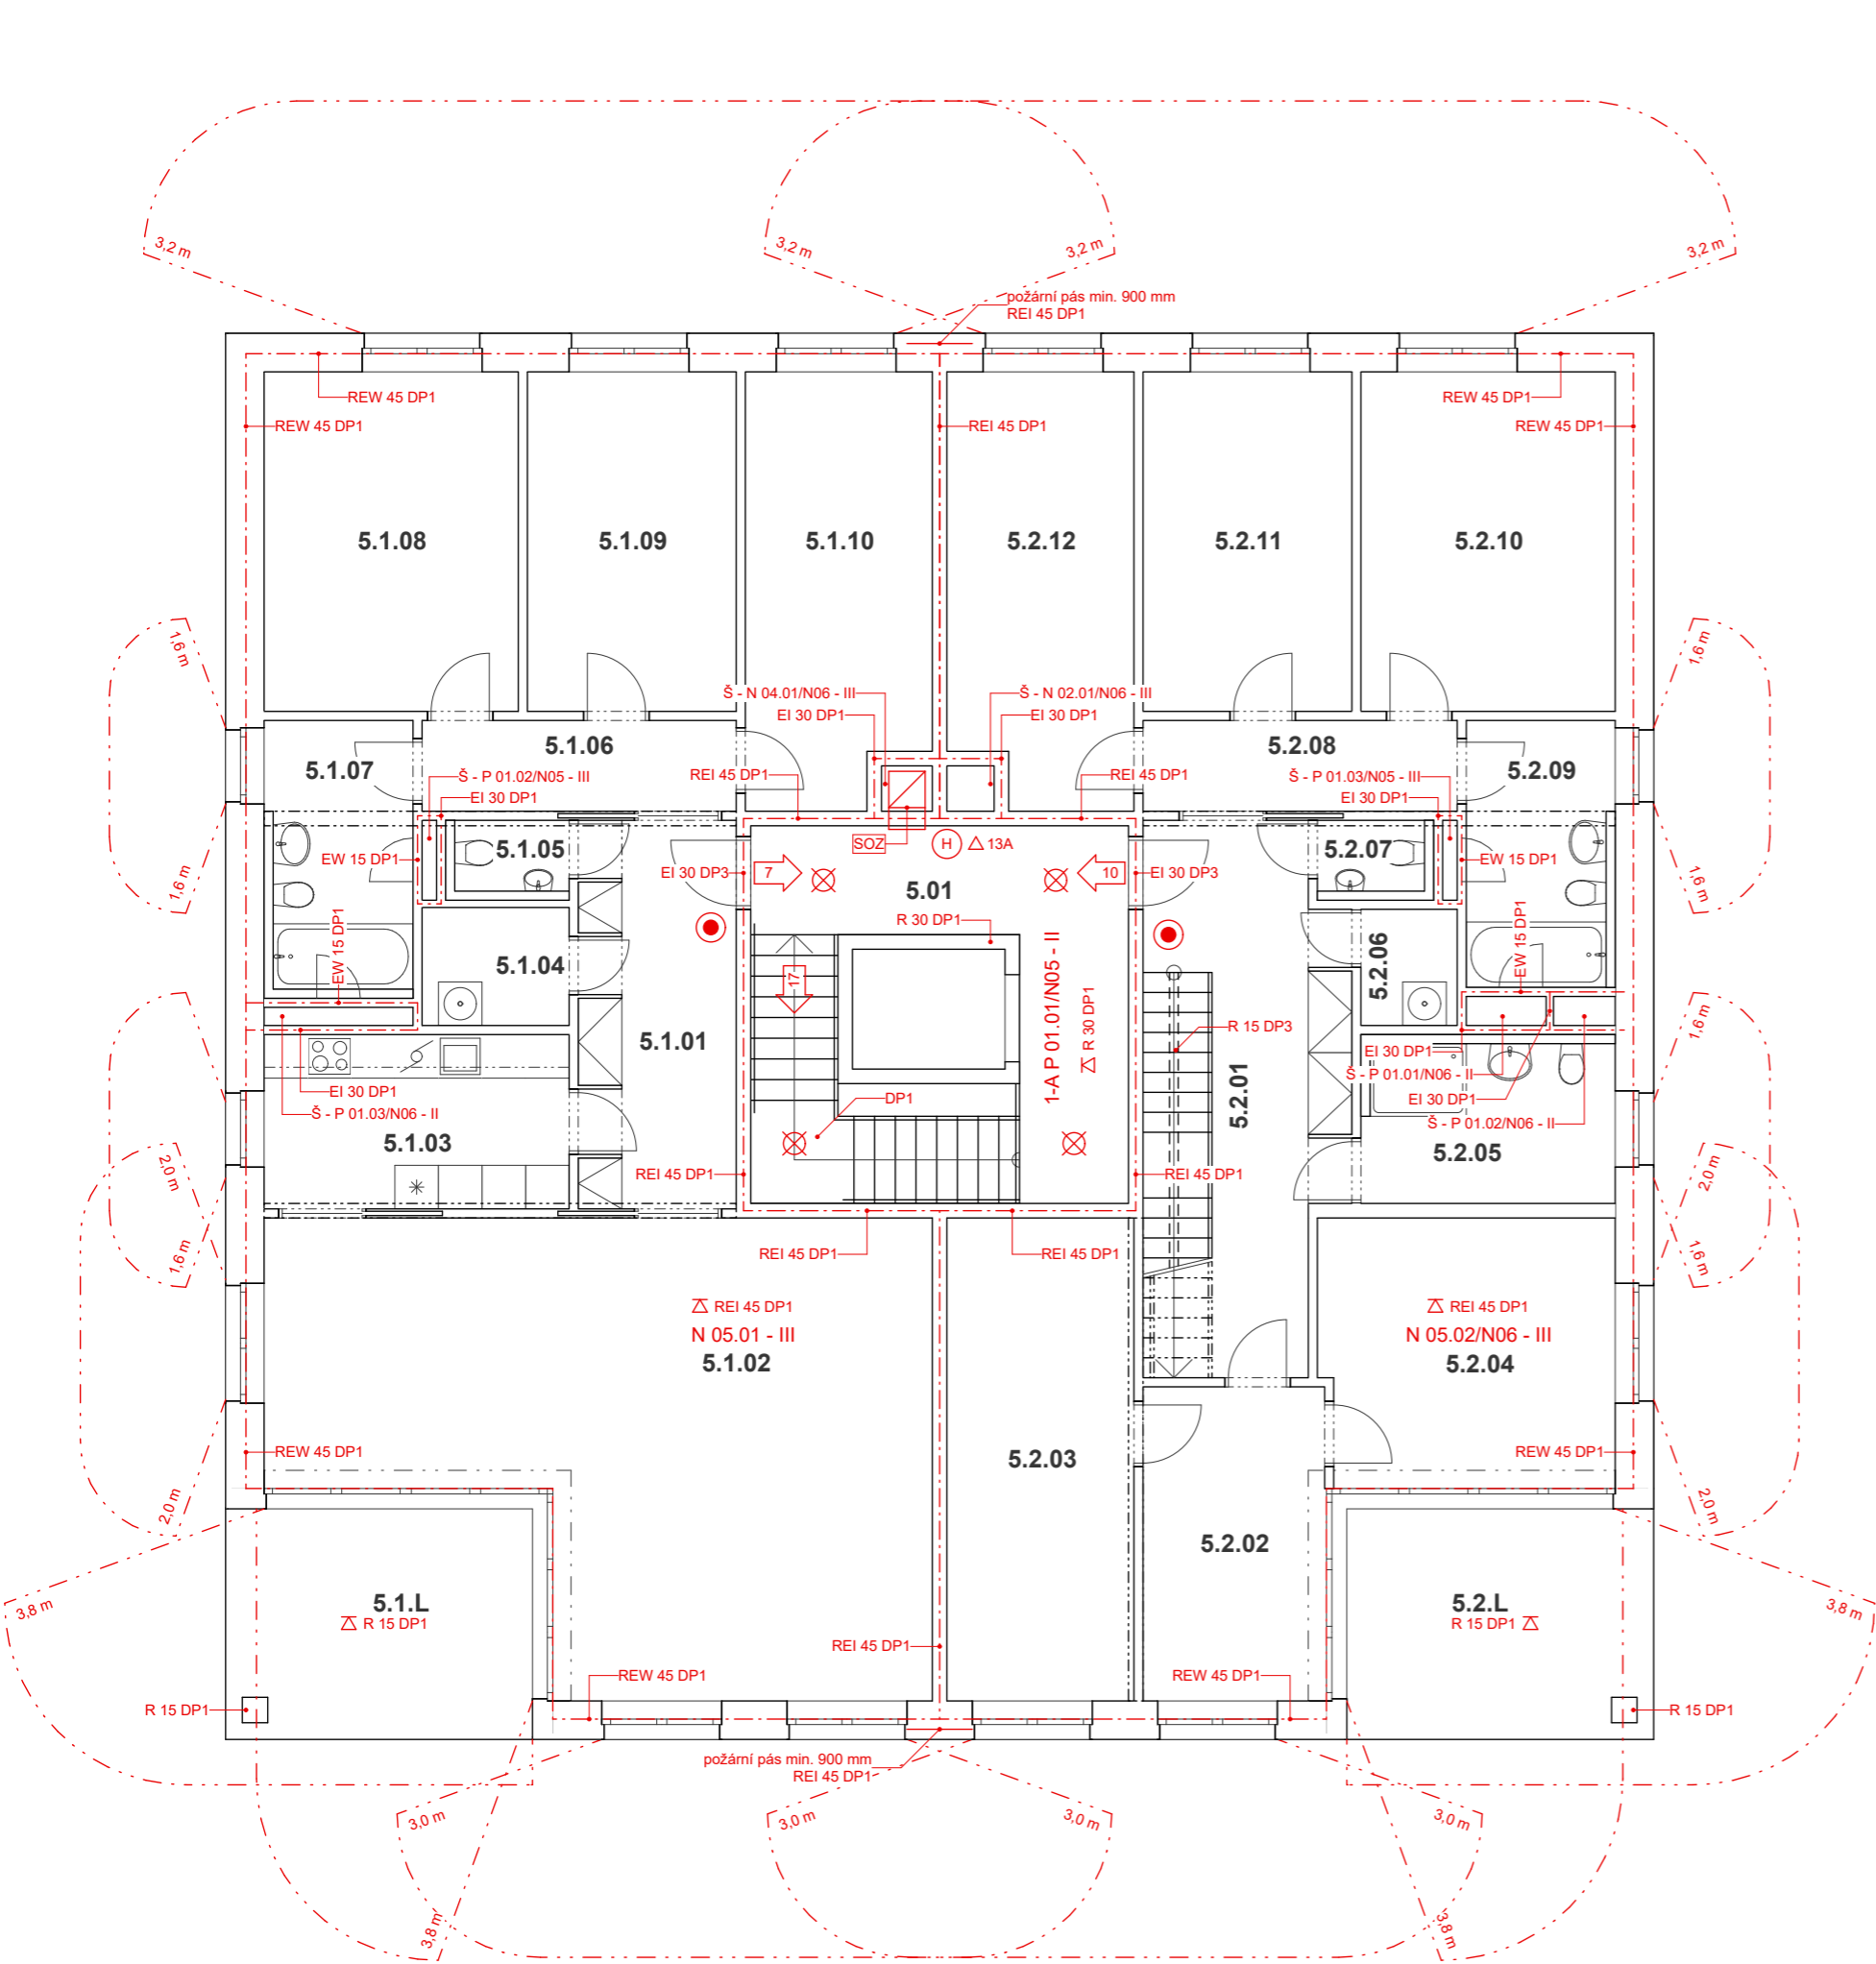 3,2 m
3,2 m
3,2 m
3,2 m
požární pás min. 900 mm
REI 45 DP1
REW 45 DP1
REW 45 DP1
REW 45 DP1
REI 45 DP1
REW 45 DP1
5.1.08
5.1.09
5.1.10
5.2.12
5.2.11
5.2.10
1,6 m
1,6 m
Š - N 04.01/N06 - III
Š - N 02.01/N06 - III
EI 30 DP1
EI 30 DP1
5.1.06
5.2.08
5.1.07
5.2.09
Š - P 01.02/N05 - III
REI 45 DP1
REI 45 DP1
Š - P 01.03/N05 - III
EI 30 DP1
EI 30 DP1
SOZ
H
13A
5.1.05
5.2.07
EW 15 DP1
EW 15 DP1
EI 30 DP3
7
10
EI 30 DP3
1,6 m
1,6 m
5.01
R 30 DP1
EW 15 DP1
EW 15 DP1
5.1.04
17
5.2.06
1-A P 01.01/N05 - II
R 30 DP1
R 15 DP3
1,6 m
5.1.01
5.2.01
EI 30 DP1
Š - P 01.01/N06 - II
EI 30 DP1
EI 30 DP1
Š - P 01.03/N06 - II
DP1
Š - P 01.02/N06 - II
5.1.03
5.2.05
2,0 m
2,0 m
REI 45 DP1
REI 45 DP1
1,6 m
1,6 m
REI 45 DP1
REI 45 DP1
REI 45 DP1
REI 45 DP1
N 05.01 - III
N 05.02/N06 - III
5.1.02
5.2.04
REW 45 DP1
5.2.03
REW 45 DP1
2,0 m
2,0 m
5.2.02
5.1.L
5.2.L
3,8 m
3,8 m
R 15 DP1
R 15 DP1
REI 45 DP1
REW 45 DP1
REW 45 DP1
R 15 DP1
R 15 DP1
požární pás min. 900 mm
REI 45 DP1
3,0 m
3,0 m
3,0 m
3,0 m
3,8 m
3,8 m